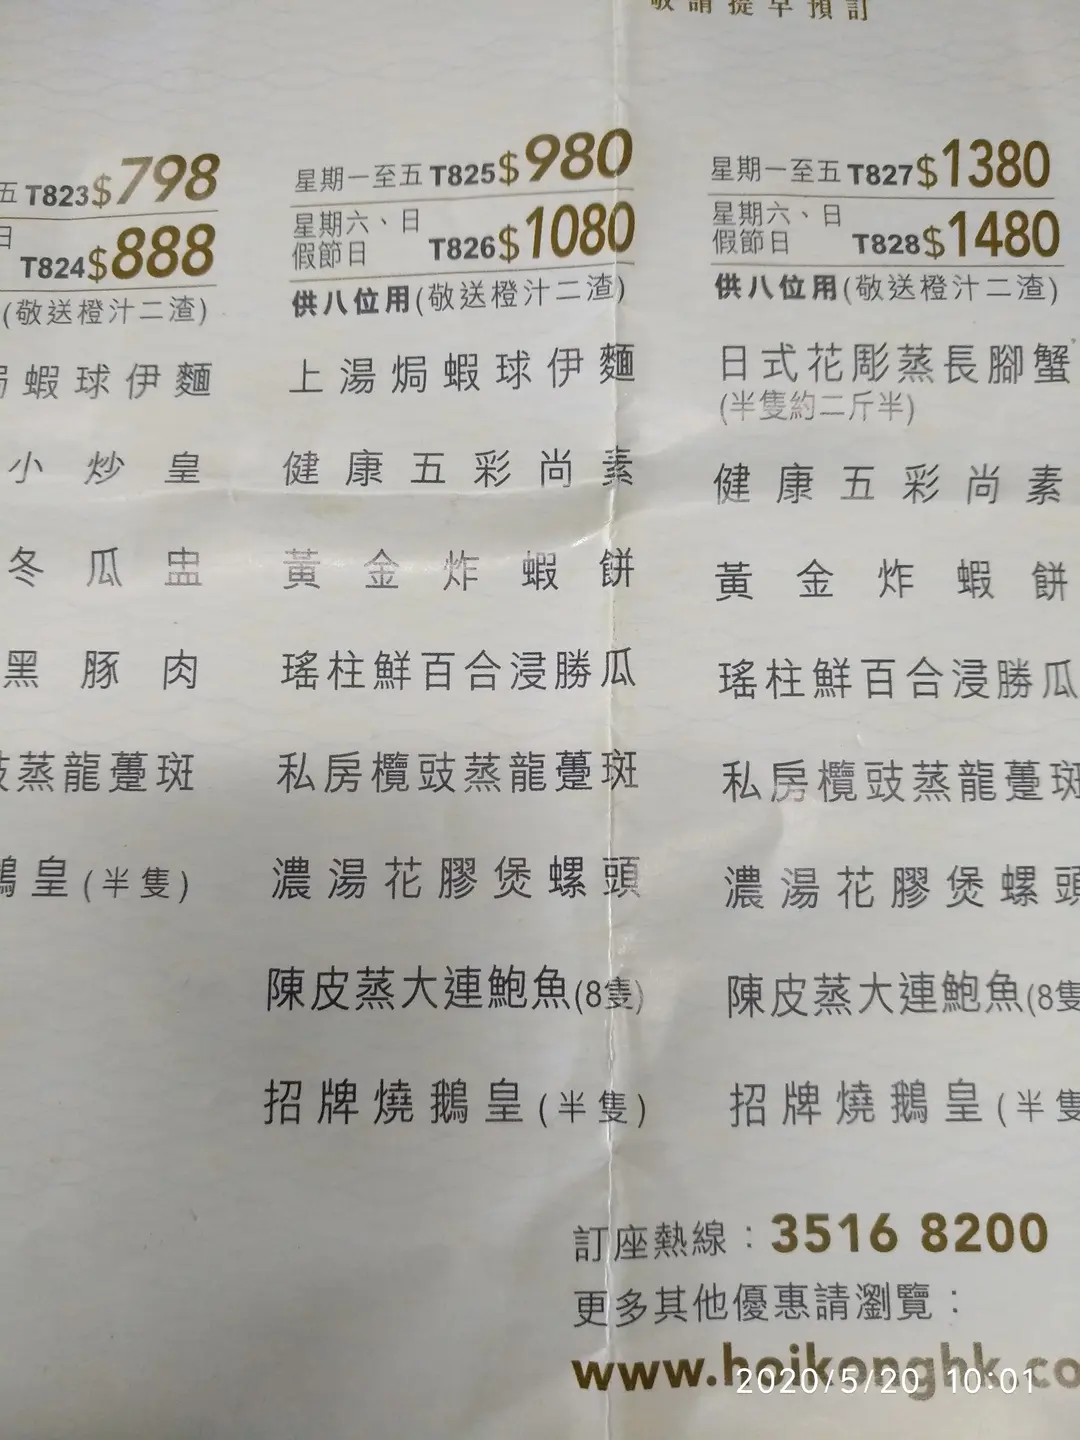 敬請提早預訂
五 T823 $798
日 T824 $888
(敬送橙汁二渣)
焗蝦球伊麵
小炒皇
冬瓜盅
黑豚肉
豉蒸龍躉斑
鵝皇(半隻)
星期一至五 T825 $980
星期六、日
假節日 T826 $1080
供八位用(敬送橙汁二渣)
上湯焗蝦球伊麵
健康五彩尚素
黃金炸蝦餅
瑤柱鮮百合浸勝瓜
私房欖豉蒸龍躉斑
濃湯花膠煲螺頭
陳皮蒸大連鮑魚(8隻)
招牌燒鵝皇(半隻)
星期一至五 T827 $1380
星期六、日
假節日 T828 $1480
供八位用(敬送橙汁二渣)
日式花彫蒸長腳蟹
(半隻約二斤半)
健康五彩尚素
黃金炸蝦餅
瑤柱鮮百合浸勝瓜
私房欖豉蒸龍躉斑
濃湯花膠煲螺頭
陳皮蒸大連鮑魚(8隻
招牌燒鵝皇(半隻
訂座熱線：3516 8200
更多其他優惠請瀏覽：
www.hoikonghk.co
2020/5/20 10:01